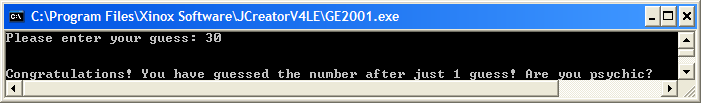 C:\Program Files\Xinox Software\JCreatorV4LE\GE2001.exe
Please enter your guess: 30
Congratulations! You have guessed the number after just 1 guess! Are you psychic?